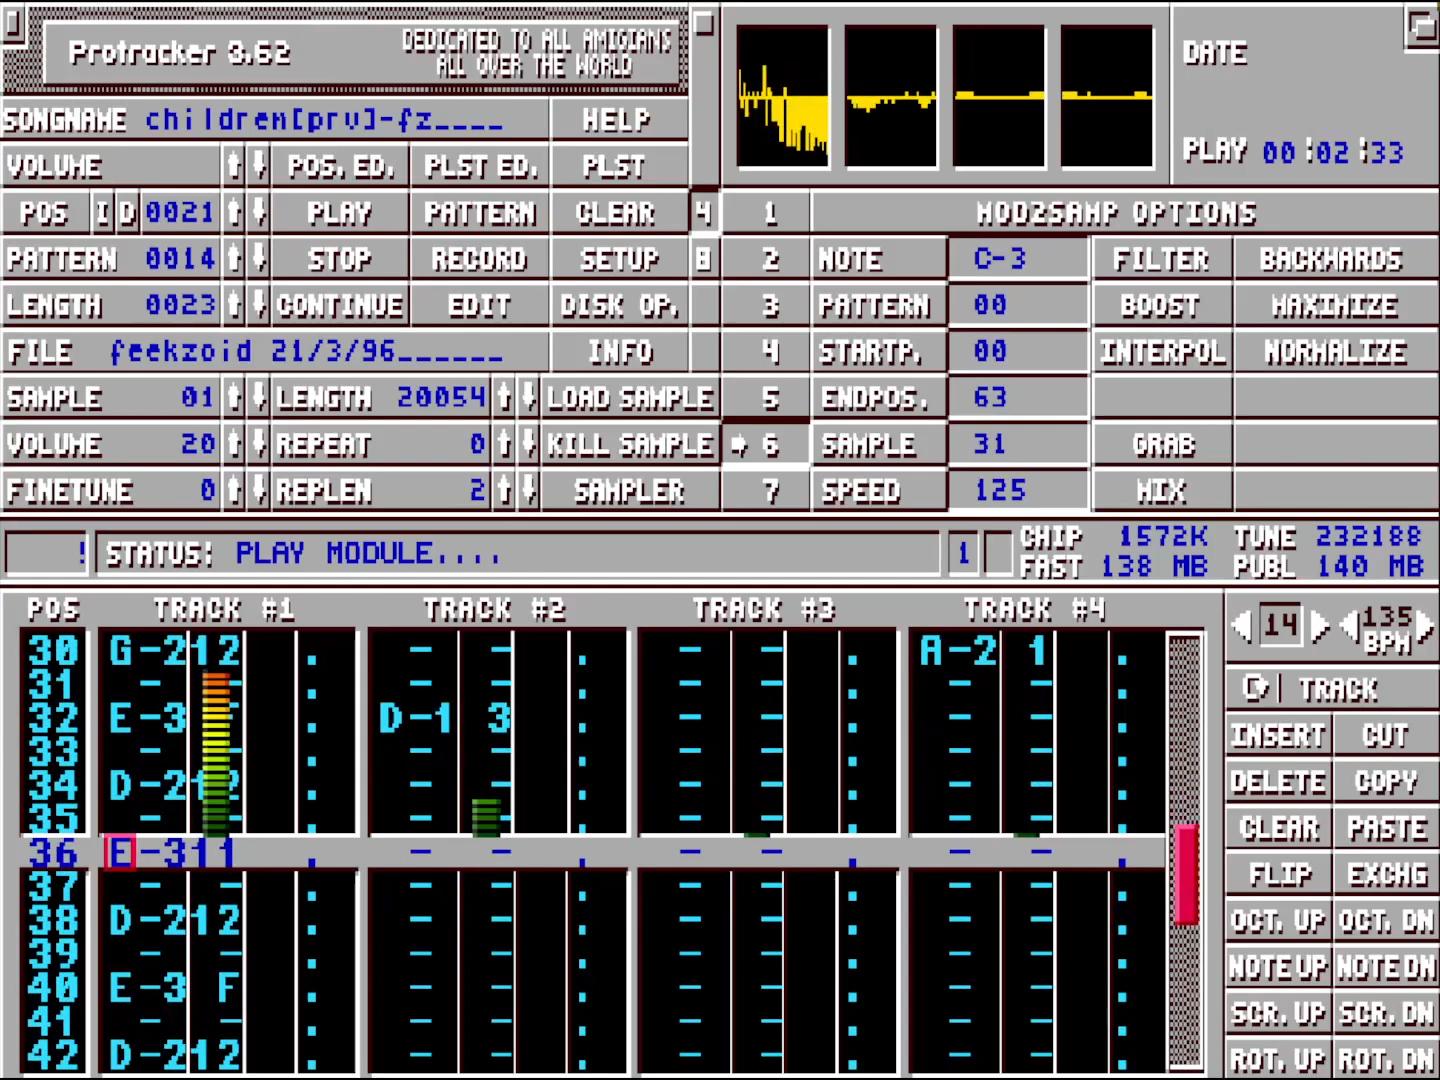 Protracker 3.62
DEDICATED TO ALL AMIGIANS
ALL OVER THE WORLD
DATE
PLAY 00:02:33
SONGNAME children[prv]-fz____ HELP
VOLUME POS. ED. PLST ED. PLST
POS I D 0021 PLAY PATTERN CLEAR 4 1 MOD2SAMP OPTIONS
PATTERN 0014 STOP RECORD SETUP 8 2 NOTE C-3 FILTER BACKWARDS
LENGTH 0023 CONTINUE EDIT DISK OP. 3 PATTERN 00 BOOST MAXIMIZE
FILE feekzoid 21/3/96______ INFO 4 STARTP. 00 INTERPOL NORMALIZE
SAMPLE 01 LENGTH 20054 LOAD SAMPLE 5 ENDPOS. 63
VOLUME 20 REPEAT 0 KILL SAMPLE 6 SAMPLE 31 GRAB
FINETUNE 0 REPLEN 2 SAMPLER 7 SPEED 125 MIX
! STATUS: PLAY MODULE.... 1 CHIP 1572K TUNE 232188
FAST 138 MB PUBL 140 MB
POS TRACK #1 TRACK #2 TRACK #3 TRACK #4 14 135 BPM
30 G-212 . - - . - - . A-2 1 .
31 - - . - - . - - . - - .
32 E-3 . D-1 3 . - - . - - .
33 - - . - - . - - . - - .
34 D-212 . - - . - - . - - .
35 - - . - - . - - . - - .
36 E-311 . - - . - - . - - .
37 - - . - - . - - . - - .
38 D-212 . - - . - - . - - .
39 - - . - - . - - . - - .
40 E-3 F . - - . - - . - - .
41 - - . - - . - - . - - .
42 D-212 . - - . - - . - - .
TRACK
INSERT CUT
DELETE COPY
CLEAR PASTE
FLIP EXCHG
OCT. UP OCT. DN
NOTE UP NOTE DN
SCR. UP SCR. DN
ROT. UP ROT. DN